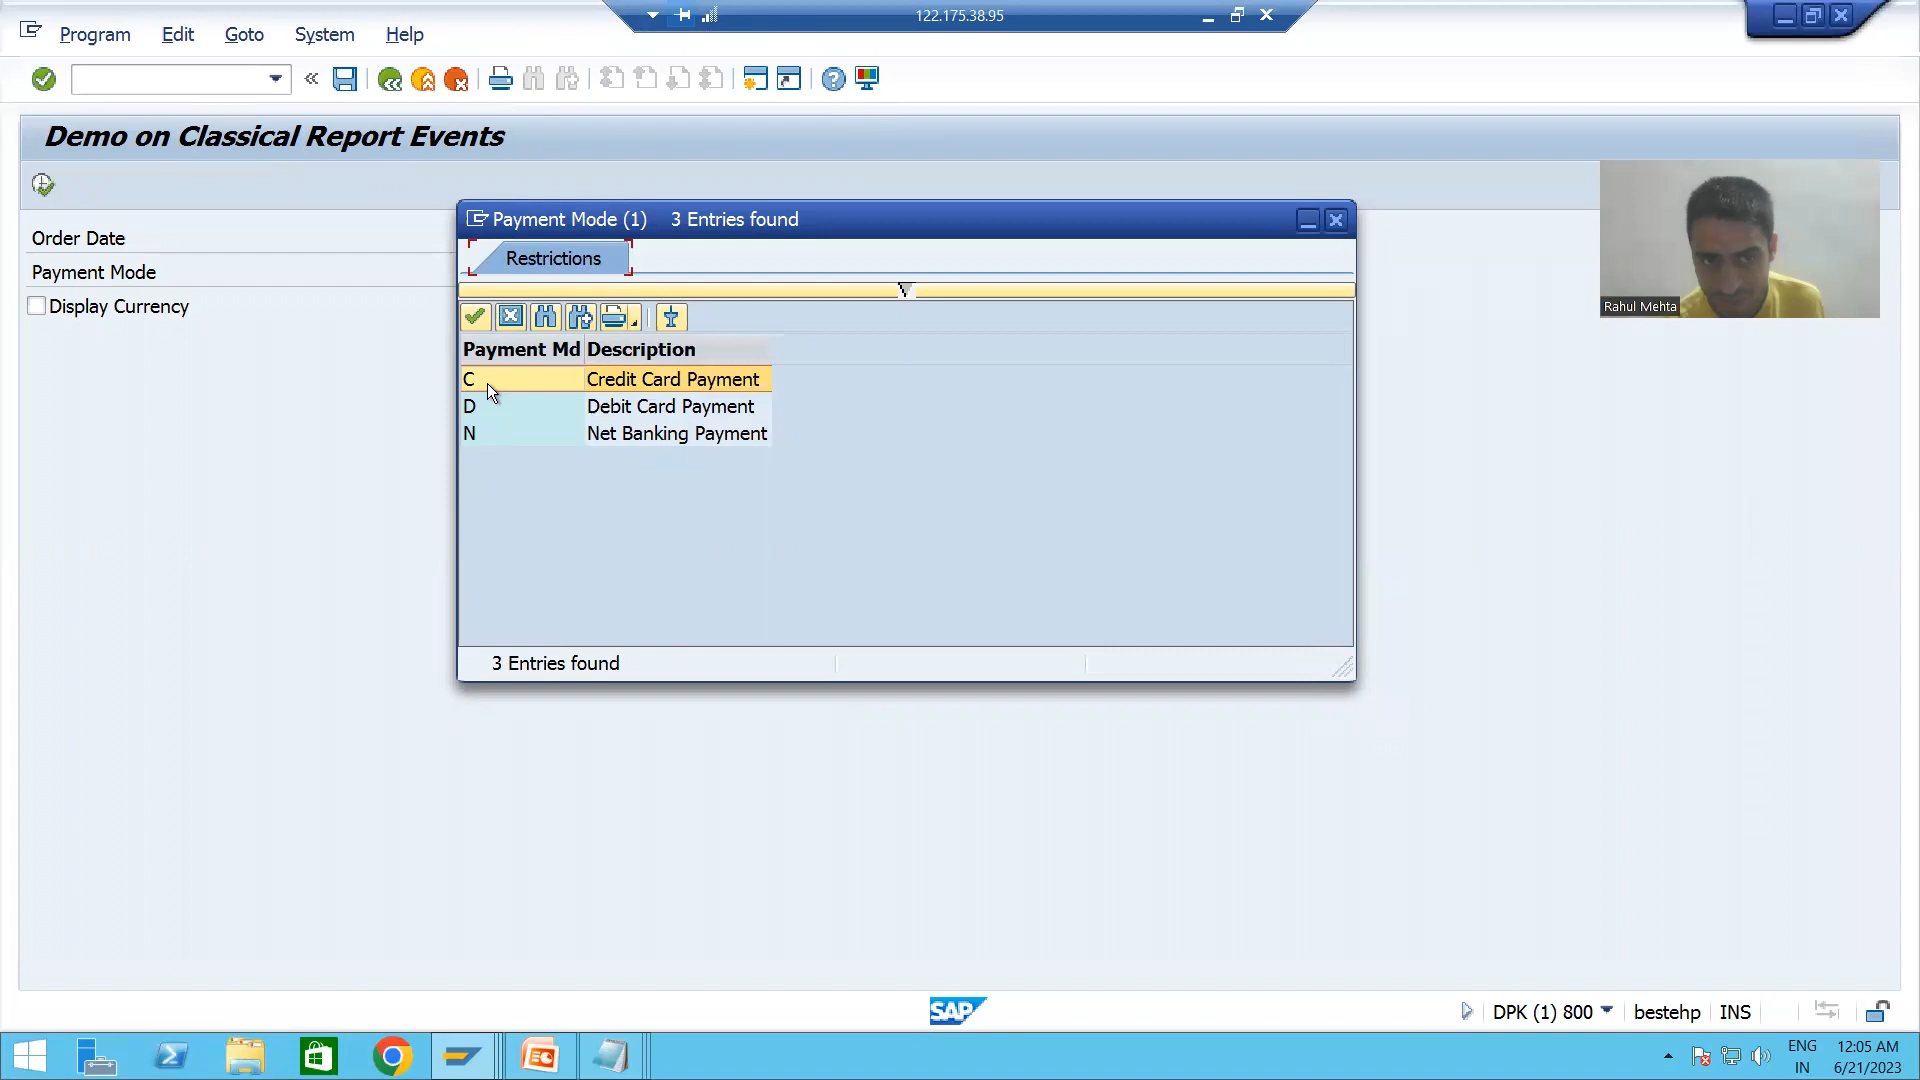 122.175.38.95
Program Edit Goto System Help
Demo on Classical Report Events
Order Date
Payment Mode
Display Currency
Payment Mode (1) 3 Entries found
Restrictions
Payment Md Description
C Credit Card Payment
D Debit Card Payment
N Net Banking Payment
3 Entries found
Rahul Mehta
SAP
DPK (1) 800 bestehp INS
ENG 12:05 AM
IN 6/21/2023